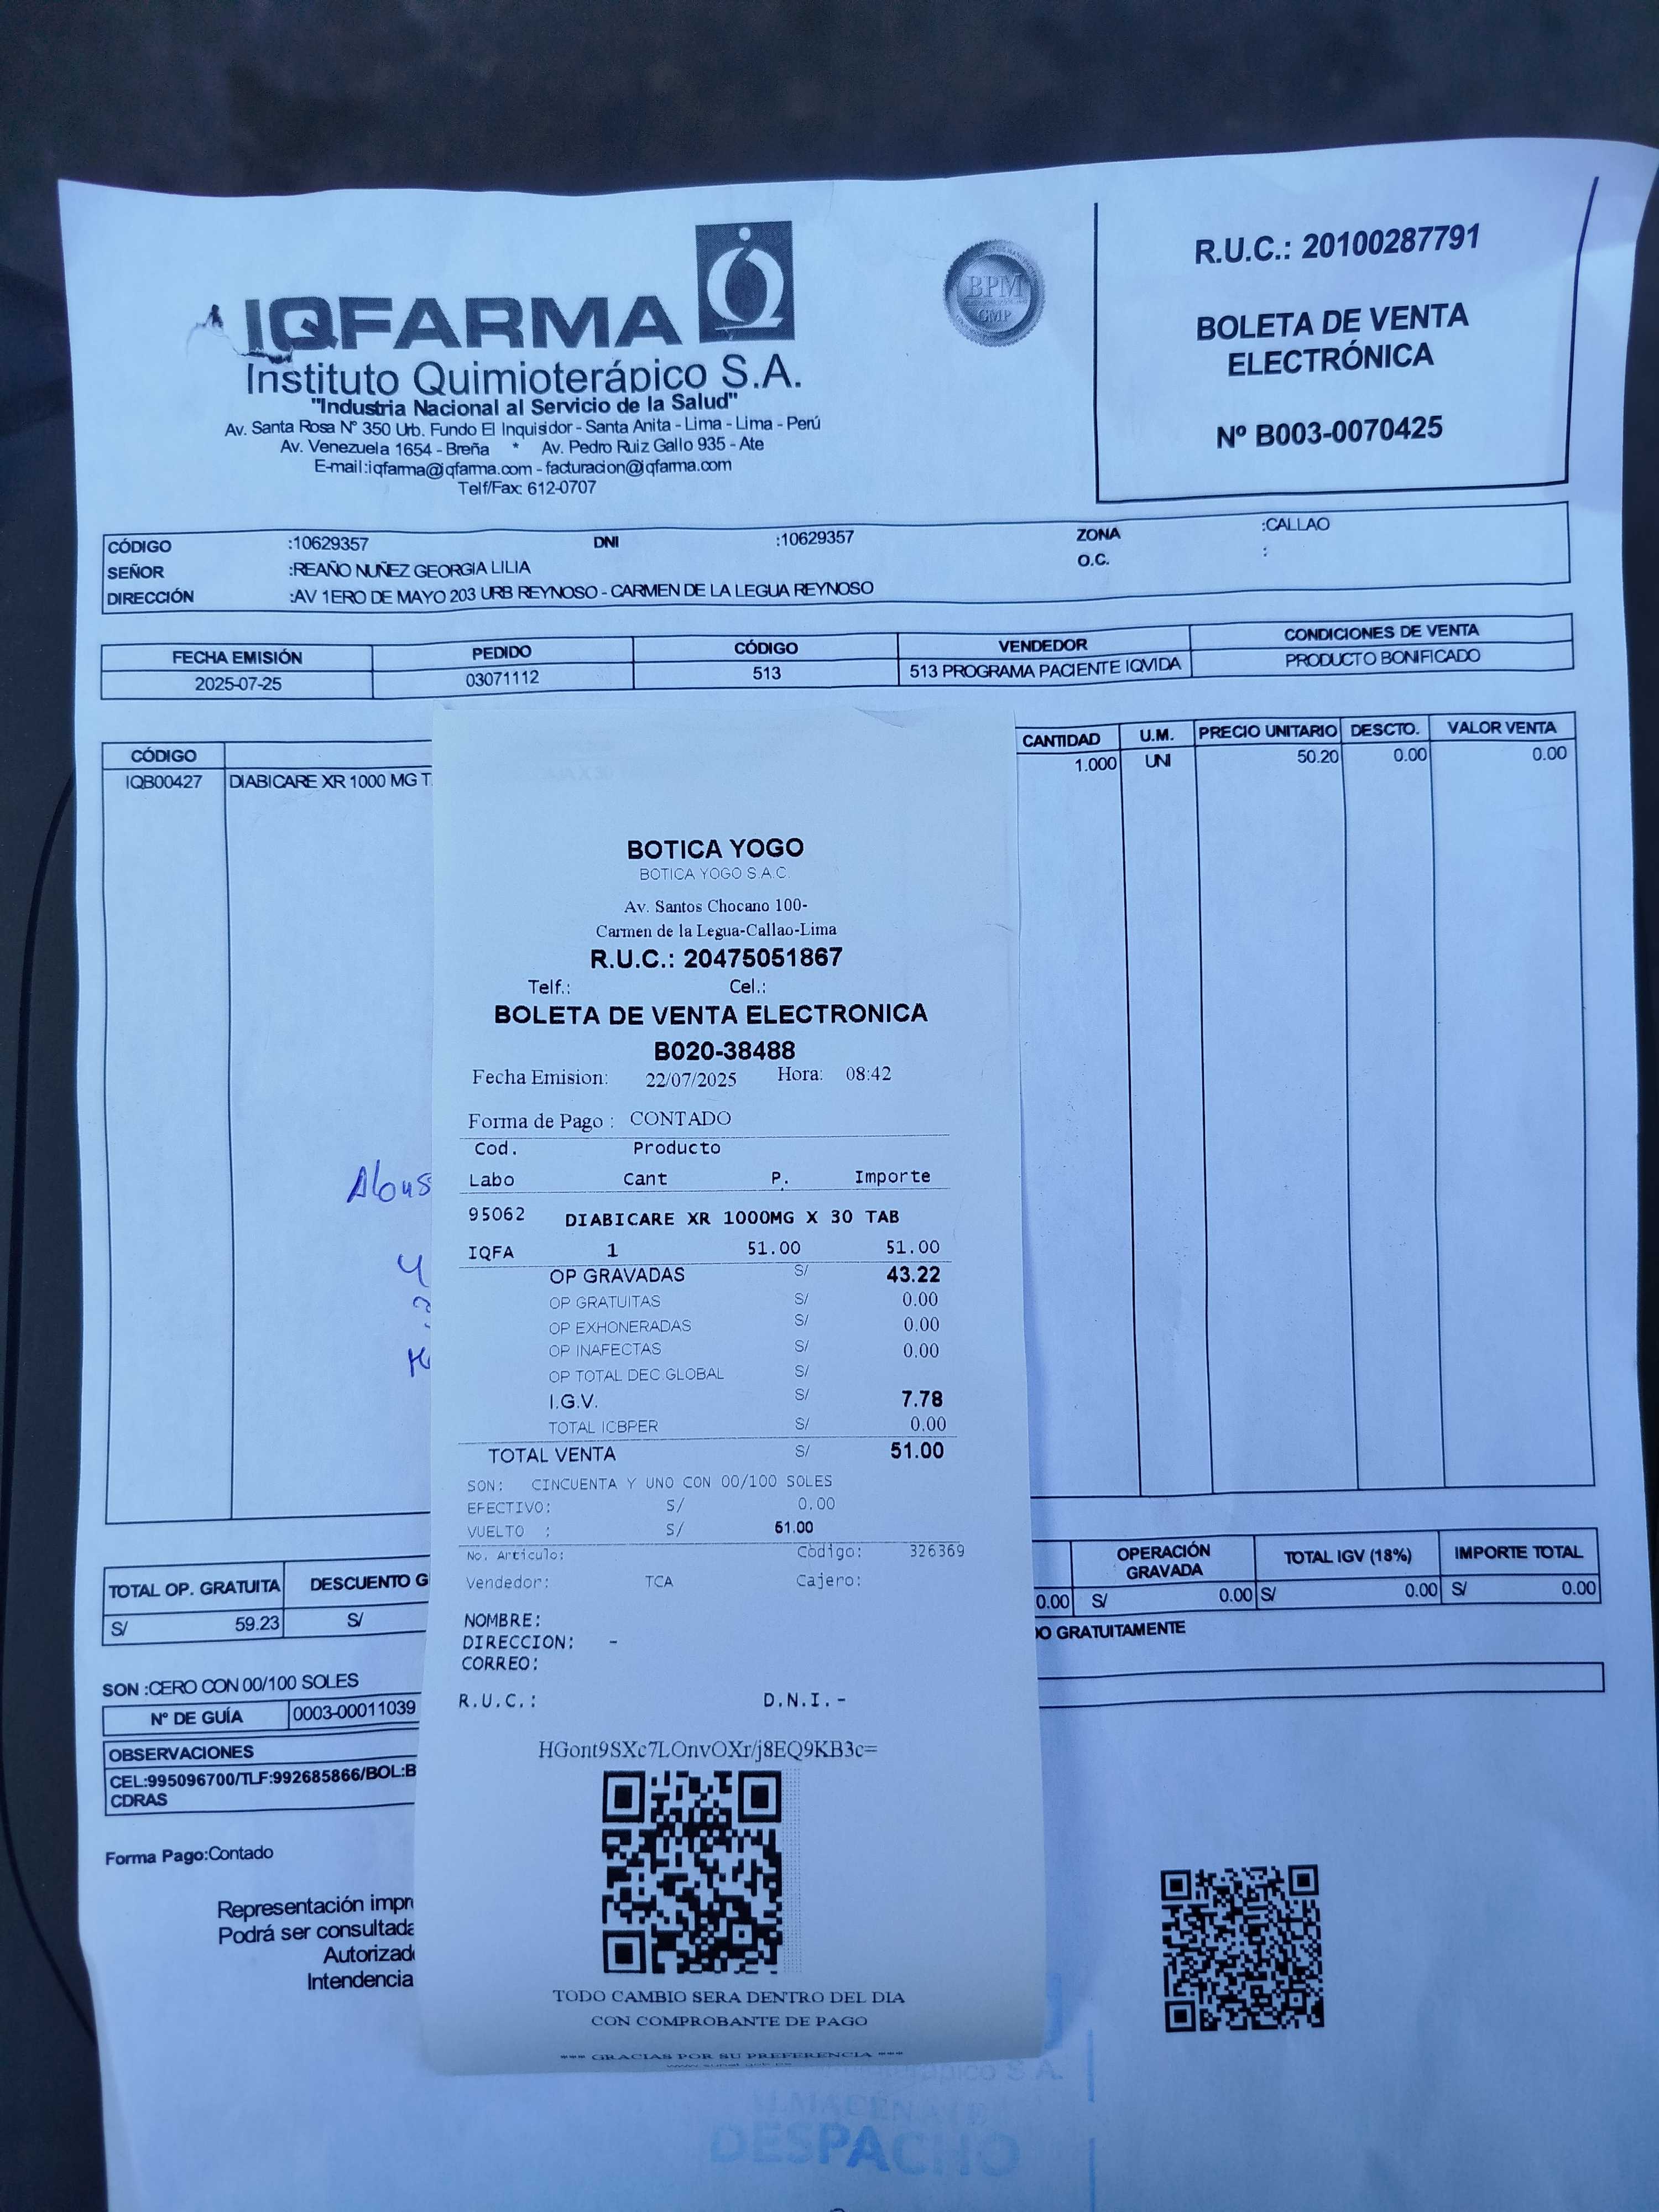 IQFARMA
Instituto Quimioterápico S.A.
"Industria Nacional al Servicio de la Salud"
Av. Santa Rosa Nº 350 Urb. Fundo El Inquisidor - Santa Anita - Lima - Lima - Perú
Av. Venezuela 1654 - Breña * Av. Pedro Ruiz Gallo 935 - Ate
E-mail:iqfarma@iqfarma.com - facturacion@iqfarma.com
Telf/Fax: 612-0707
BPM
GMP
R.U.C.: 20100287791
BOLETA DE VENTA
ELECTRÓNICA
Nº B003-0070425
CÓDIGO :10629357 DNI :10629357 ZONA :CALLAO
SEÑOR :REAÑO NUÑEZ GEORGIA LILIA O.C. :
DIRECCIÓN :AV 1ERO DE MAYO 203 URB REYNOSO - CARMEN DE LA LEGUA REYNOSO
FECHA EMISIÓN PEDIDO CÓDIGO VENDEDOR CONDICIONES DE VENTA
2025-07-25 03071112 513 513 PROGRAMA PACIENTE IQVIDA PRODUCTO BONIFICADO
CÓDIGO CANTIDAD U.M. PRECIO UNITARIO DESCTO. VALOR VENTA
IQB00427 DIABICARE XR 1000 MG T 1.000 UNI 50.20 0.00 0.00
BOTICA YOGO
BOTICA YOGO S.A.C.
Av. Santos Chocano 100-
Carmen de la Legua-Callao-Lima
R.U.C.: 20475051867
Telf.: Cel.:
BOLETA DE VENTA ELECTRONICA
B020-38488
Fecha Emision: 22/07/2025 Hora: 08:42
Forma de Pago : CONTADO
Cod. Producto
Labo Cant P. Importe
95062 DIABICARE XR 1000MG X 30 TAB
IQFA 1 51.00 51.00
OP GRAVADAS S/ 43.22
OP GRATUITAS S/ 0.00
OP EXHONERADAS S/ 0.00
OP INAFECTAS S/ 0.00
OP TOTAL DEC.GLOBAL S/
I.G.V. S/ 7.78
TOTAL ICBPER S/ 0.00
TOTAL VENTA S/ 51.00
SON: CINCUENTA Y UNO CON 00/100 SOLES
EFECTIVO: S/ 0.00
VUELTO : S/ 51.00
No. Artículo: Código: 326369
Vendedor: TCA Cajero:
NOMBRE:
DIRECCION: -
CORREO:
R.U.C.: D.N.I.-
HGont9SXc7LOnvOXr/j8EQ9KB3c=
TODO CAMBIO SERA DENTRO DEL DIA
CON COMPROBANTE DE PAGO
*** GRACIAS POR SU PREFERENCIA ***
Alons
TOTAL OP. GRATUITA DESCUENTO G OPERACIÓN GRAVADA TOTAL IGV (18%) IMPORTE TOTAL
S/ 59.23 S/ 0.00 S/ 0.00 S/ 0.00 S/ 0.00
DO GRATUITAMENTE
SON :CERO CON 00/100 SOLES
Nº DE GUÍA 0003-00011039
OBSERVACIONES
CEL:995096700/TLF:992685866/BOL:B
CDRAS
Forma Pago:Contado
Representación impr
Podrá ser consultada
Autorizado
Intendencia
DESPACHO